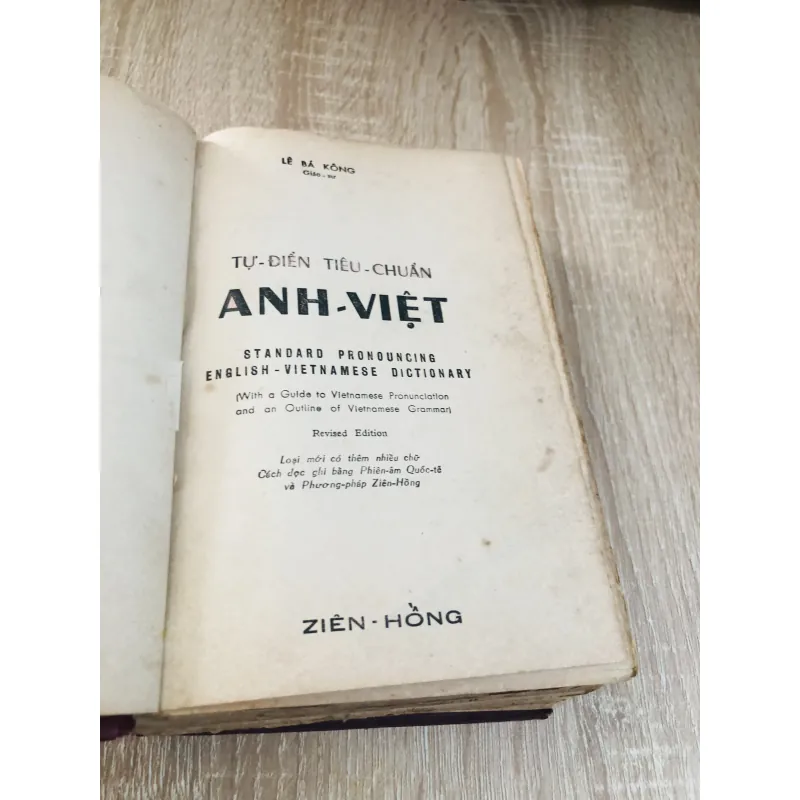 LÊ BÁ KÔNG
Giáo-sư
TỰ-ĐIỂN TIÊU-CHUẨN
ANH-VIỆT
STANDARD PRONOUNCING
ENGLISH-VIETNAMESE DICTIONARY
(With a Guide to Vietnamese Pronunciation
and an Outline of Vietnamese Grammar)
Revised Edition
Loại mới có thêm nhiều chữ
Cách đọc ghi bằng Phiên-âm Quốc-tế
và Phương-pháp Ziên-Hồng
ZIÊN-HỒNG